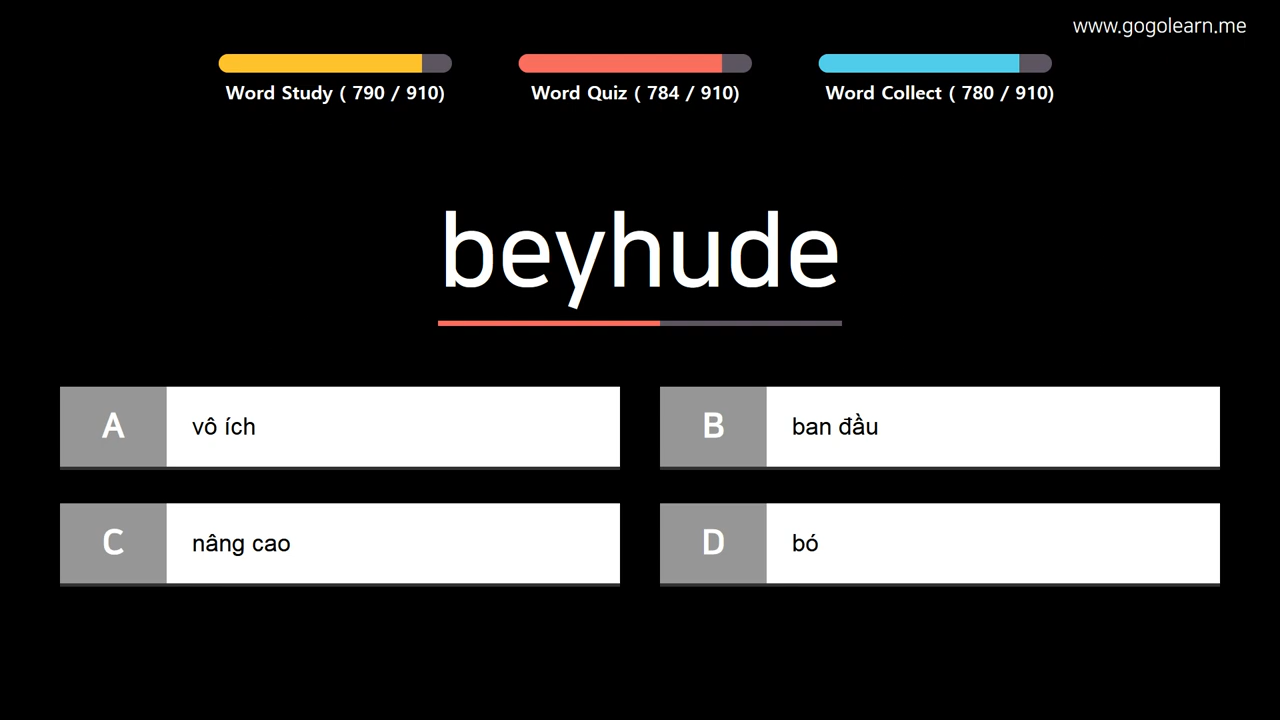 www.gogolearn.me
Word Study ( 790 / 910)
Word Quiz ( 784 / 910)
Word Collect ( 780 / 910)
beyhude
A vô ích
B ban đầu
C nâng cao
D bó